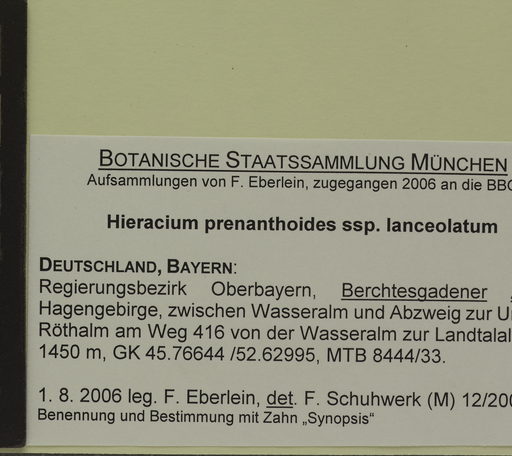 BOTANISCHE STAATSSAMMLUNG MÜNCHEN
Aufsammlungen von F. Eberlein, zugegangen 2006 an die
Hieracium prenanthoides ssp. lanceolatum
DEUTSCHLAND, BAYERN:
Regierungsbezirk Oberbayern, Berchtesgadener
Hagengebirge, zwischen Wasseralm und Abzweig zur
Röthalm am Weg 416 von der Wasseralm zur
1450 m, GK 45.76644 /52.62995, MTB 8444/33.
1. 8. 2006 leg. F. Eberlein, det. F. Schuhwerk (M)
Benennung und Bestimmung mit Zahn „Synopsis“